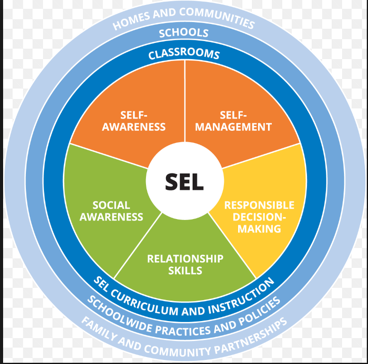 HOMES AND COMMUNITIES
SCHOOLS
CLASSROOMS
SELF-
AWARENESS
SELF-
MANAGEMENT
SEL
SOCIAL
AWARENESS
RESPONSIBLE
DECISION-
MAKING
RELATIONSHIP
SKILLS
SEL CURRICULUM AND INSTRUCTION
SCHOOLWIDE PRACTICES AND POLICIES
FAMILY AND COMMUNITY PARTNERSHIPS